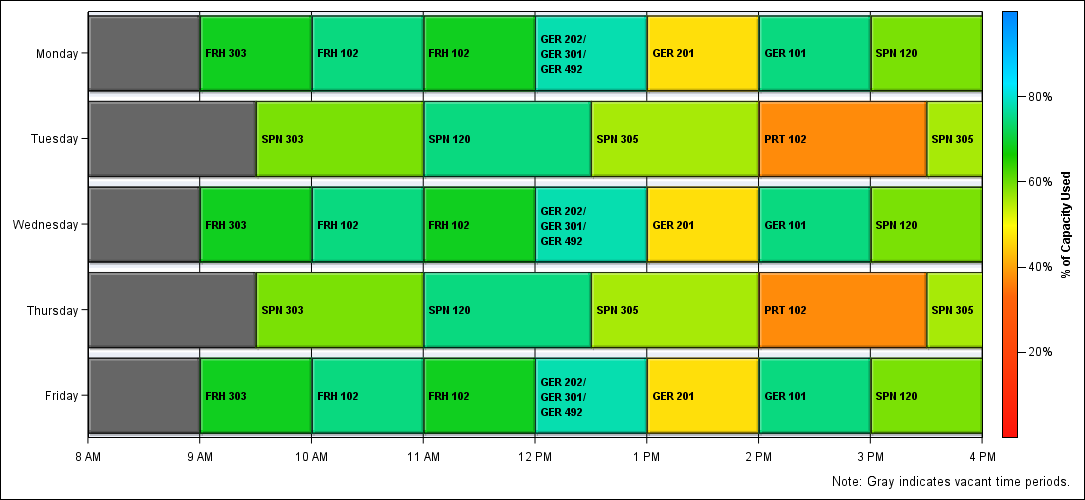 Monday
FRH 303
FRH 102
FRH 102
GER 202/
GER 301/
GER 492
GER 201
GER 101
SPN 120
Tuesday
SPN 303
SPN 120
SPN 305
PRT 102
SPN 305
Wednesday
FRH 303
FRH 102
FRH 102
GER 202/
GER 301/
GER 492
GER 201
GER 101
SPN 120
Thursday
SPN 303
SPN 120
SPN 305
PRT 102
SPN 305
Friday
FRH 303
FRH 102
FRH 102
GER 202/
GER 301/
GER 492
GER 201
GER 101
SPN 120
8 AM
9 AM
10 AM
11 AM
12 PM
1 PM
2 PM
3 PM
4 PM
80%
60%
40%
20%
% of Capacity Used
Note: Gray indicates vacant time periods.